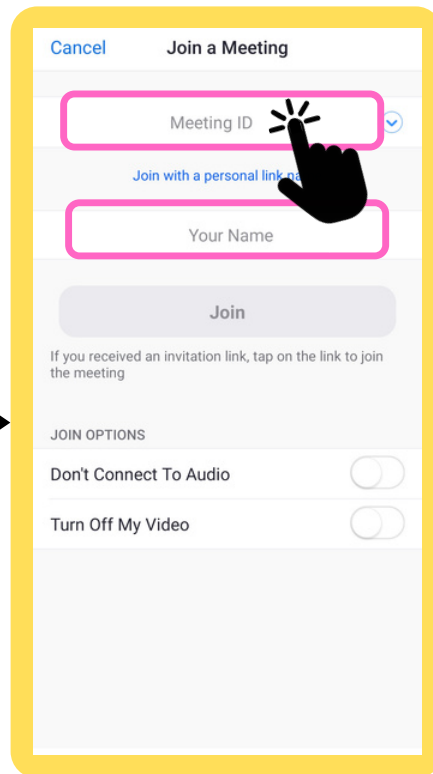 Cancel Join a Meeting
Meeting ID
Join with a personal link
Your Name
Join
If you received an invitation link, tap on the link to join
the meeting
JOIN OPTIONS
Don't Connect To Audio
Turn Off My Video